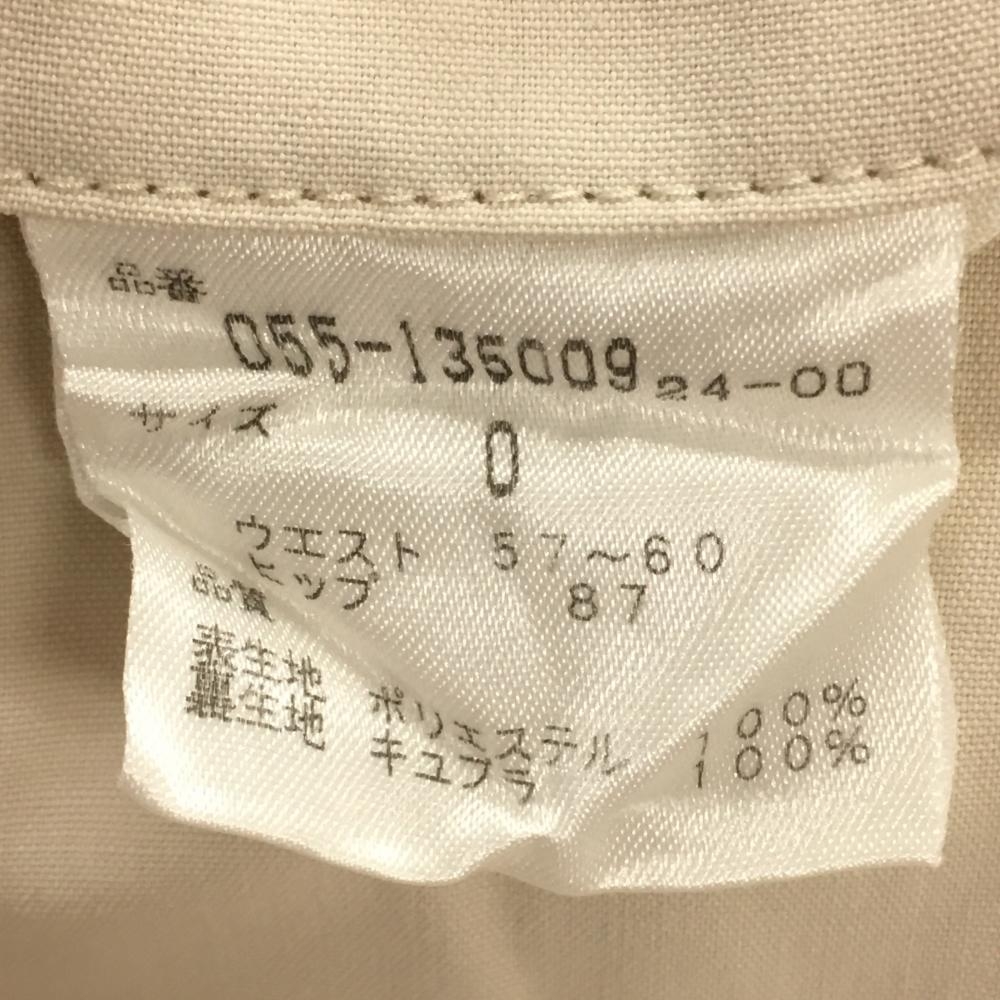 品番
055-135009 24-00
サイズ
0
ウエスト 57~60
ヒップ 87
品質
表生地 ポリエステル 100%
裏生地 キュプラ 100%